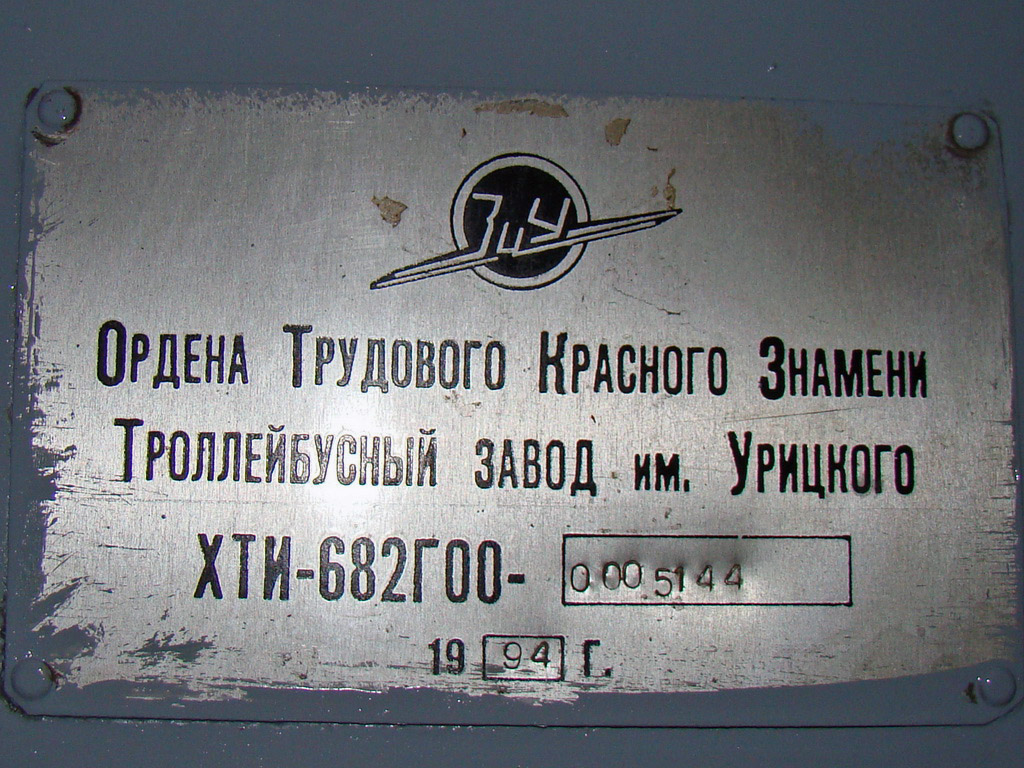 ЗиУ
Ордена Трудового Красного Знамени
Троллейбусный завод им. Урицкого
ХТИ-682Г00- 0005144
19 94 г.